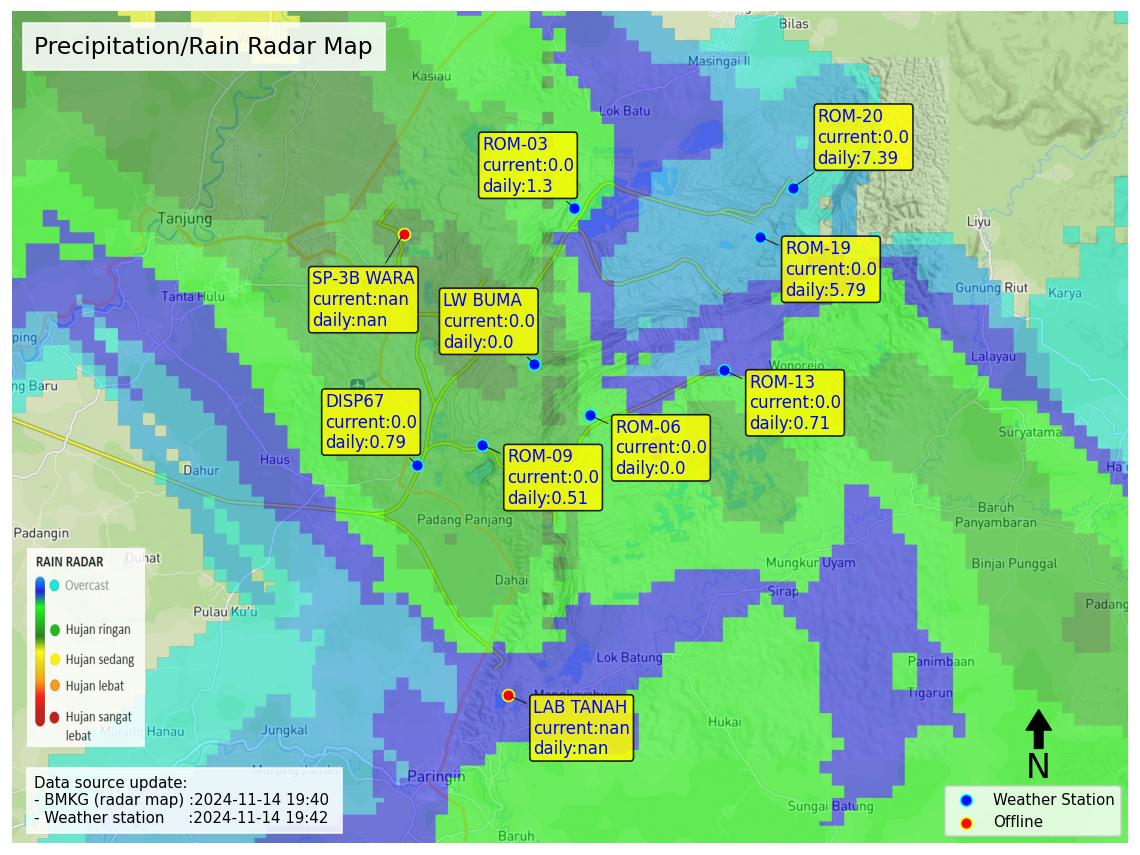 Precipitation/Rain Radar Map
Bilas
Masingai II
Kasiau
Lok Batu
ROM-20
current:0.0
daily:7.39
ROM-03
current:0.0
daily:1.3
Tanjung
Liyu
ROM-19
current:0.0
daily:5.79
SP-3B WARA
current:nan
daily:nan
LW BUMA
current:0.0
daily:0.0
Tanta Hulu
Gunung Riut
Karya
ping
Lalayau
Wonorejo
ng Baru
ROM-13
current:0.0
daily:0.71
DISP67
current:0.0
daily:0.79
ROM-06
current:0.0
daily:0.0
Suryatama
ROM-09
current:0.0
daily:0.51
Haus
Dahur
Ha
Padang Panjang
Baruh
Panyambaran
Padangin
Duhat
Mungkur Uyam
Binjai Punggal
Dahai
Sirap
Padang
Pulau Ku'u
RAIN RADAR
Overcast
Hujan ringan
Hujan sedang
Hujan lebat
Hujan sangat
lebat
Lok Batung
Panimbaan
Tigarun
LAB TANAH
current:nan
daily:nan
Hukai
Hanau
Jungkal
Paringin
N
Data source update:
- BMKG (radar map) :2024-11-14 19:40
- Weather station :2024-11-14 19:42
Sungai Batung
Baruh
Weather Station
Offline